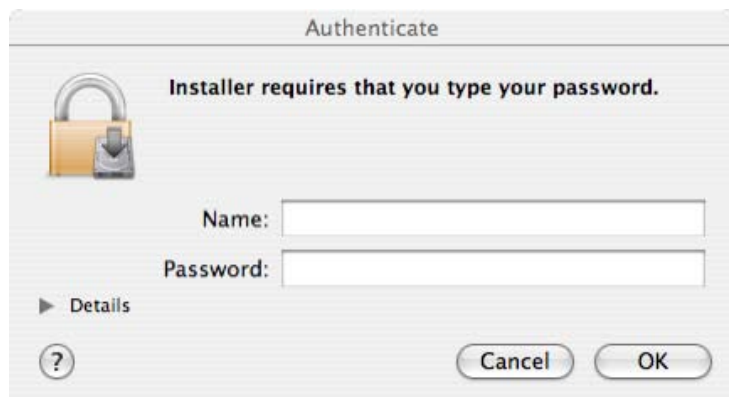 Authenticate
Installer requires that you type your password.
Name:
Password:
Details
?
Cancel
OK